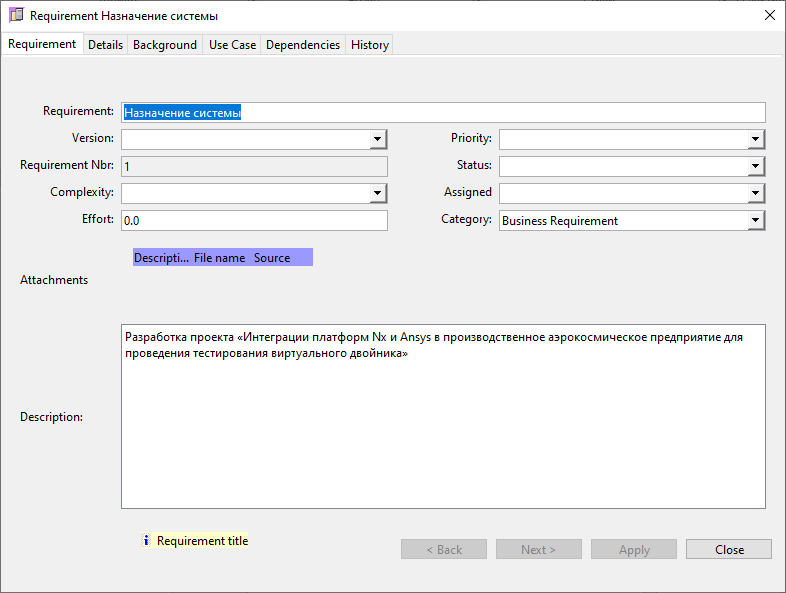 Requirement Назначение системы
Requirement Details Background Use Case Dependencies History
Requirement: Назначение системы
Version: Priority:
Requirement Nbr: 1 Status:
Complexity: Assigned
Effort: 0.0 Category: Business Requirement
Descripti... File name Source
Attachments
Разработка проекта «Интеграции платформ Nx и Ansys в производственное аэрокосмическое предприятие для
проведения тестирования виртуального двойника»
Description:
Requirement title
< Back Next > Apply Close